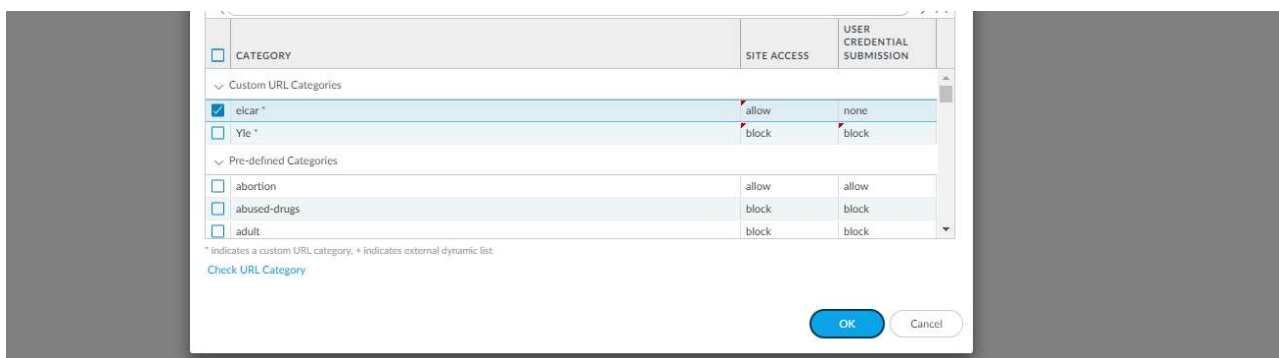 USER
CREDENTIAL
CATEGORY SITE ACCESS SUBMISSION
Custom URL Categories
eicar * allow none
Yle * block block
Pre-defined Categories
abortion allow allow
abused-drugs block block
adult block block
* indicates a custom URL category, + indicates external dynamic list
Check URL Category
OK Cancel